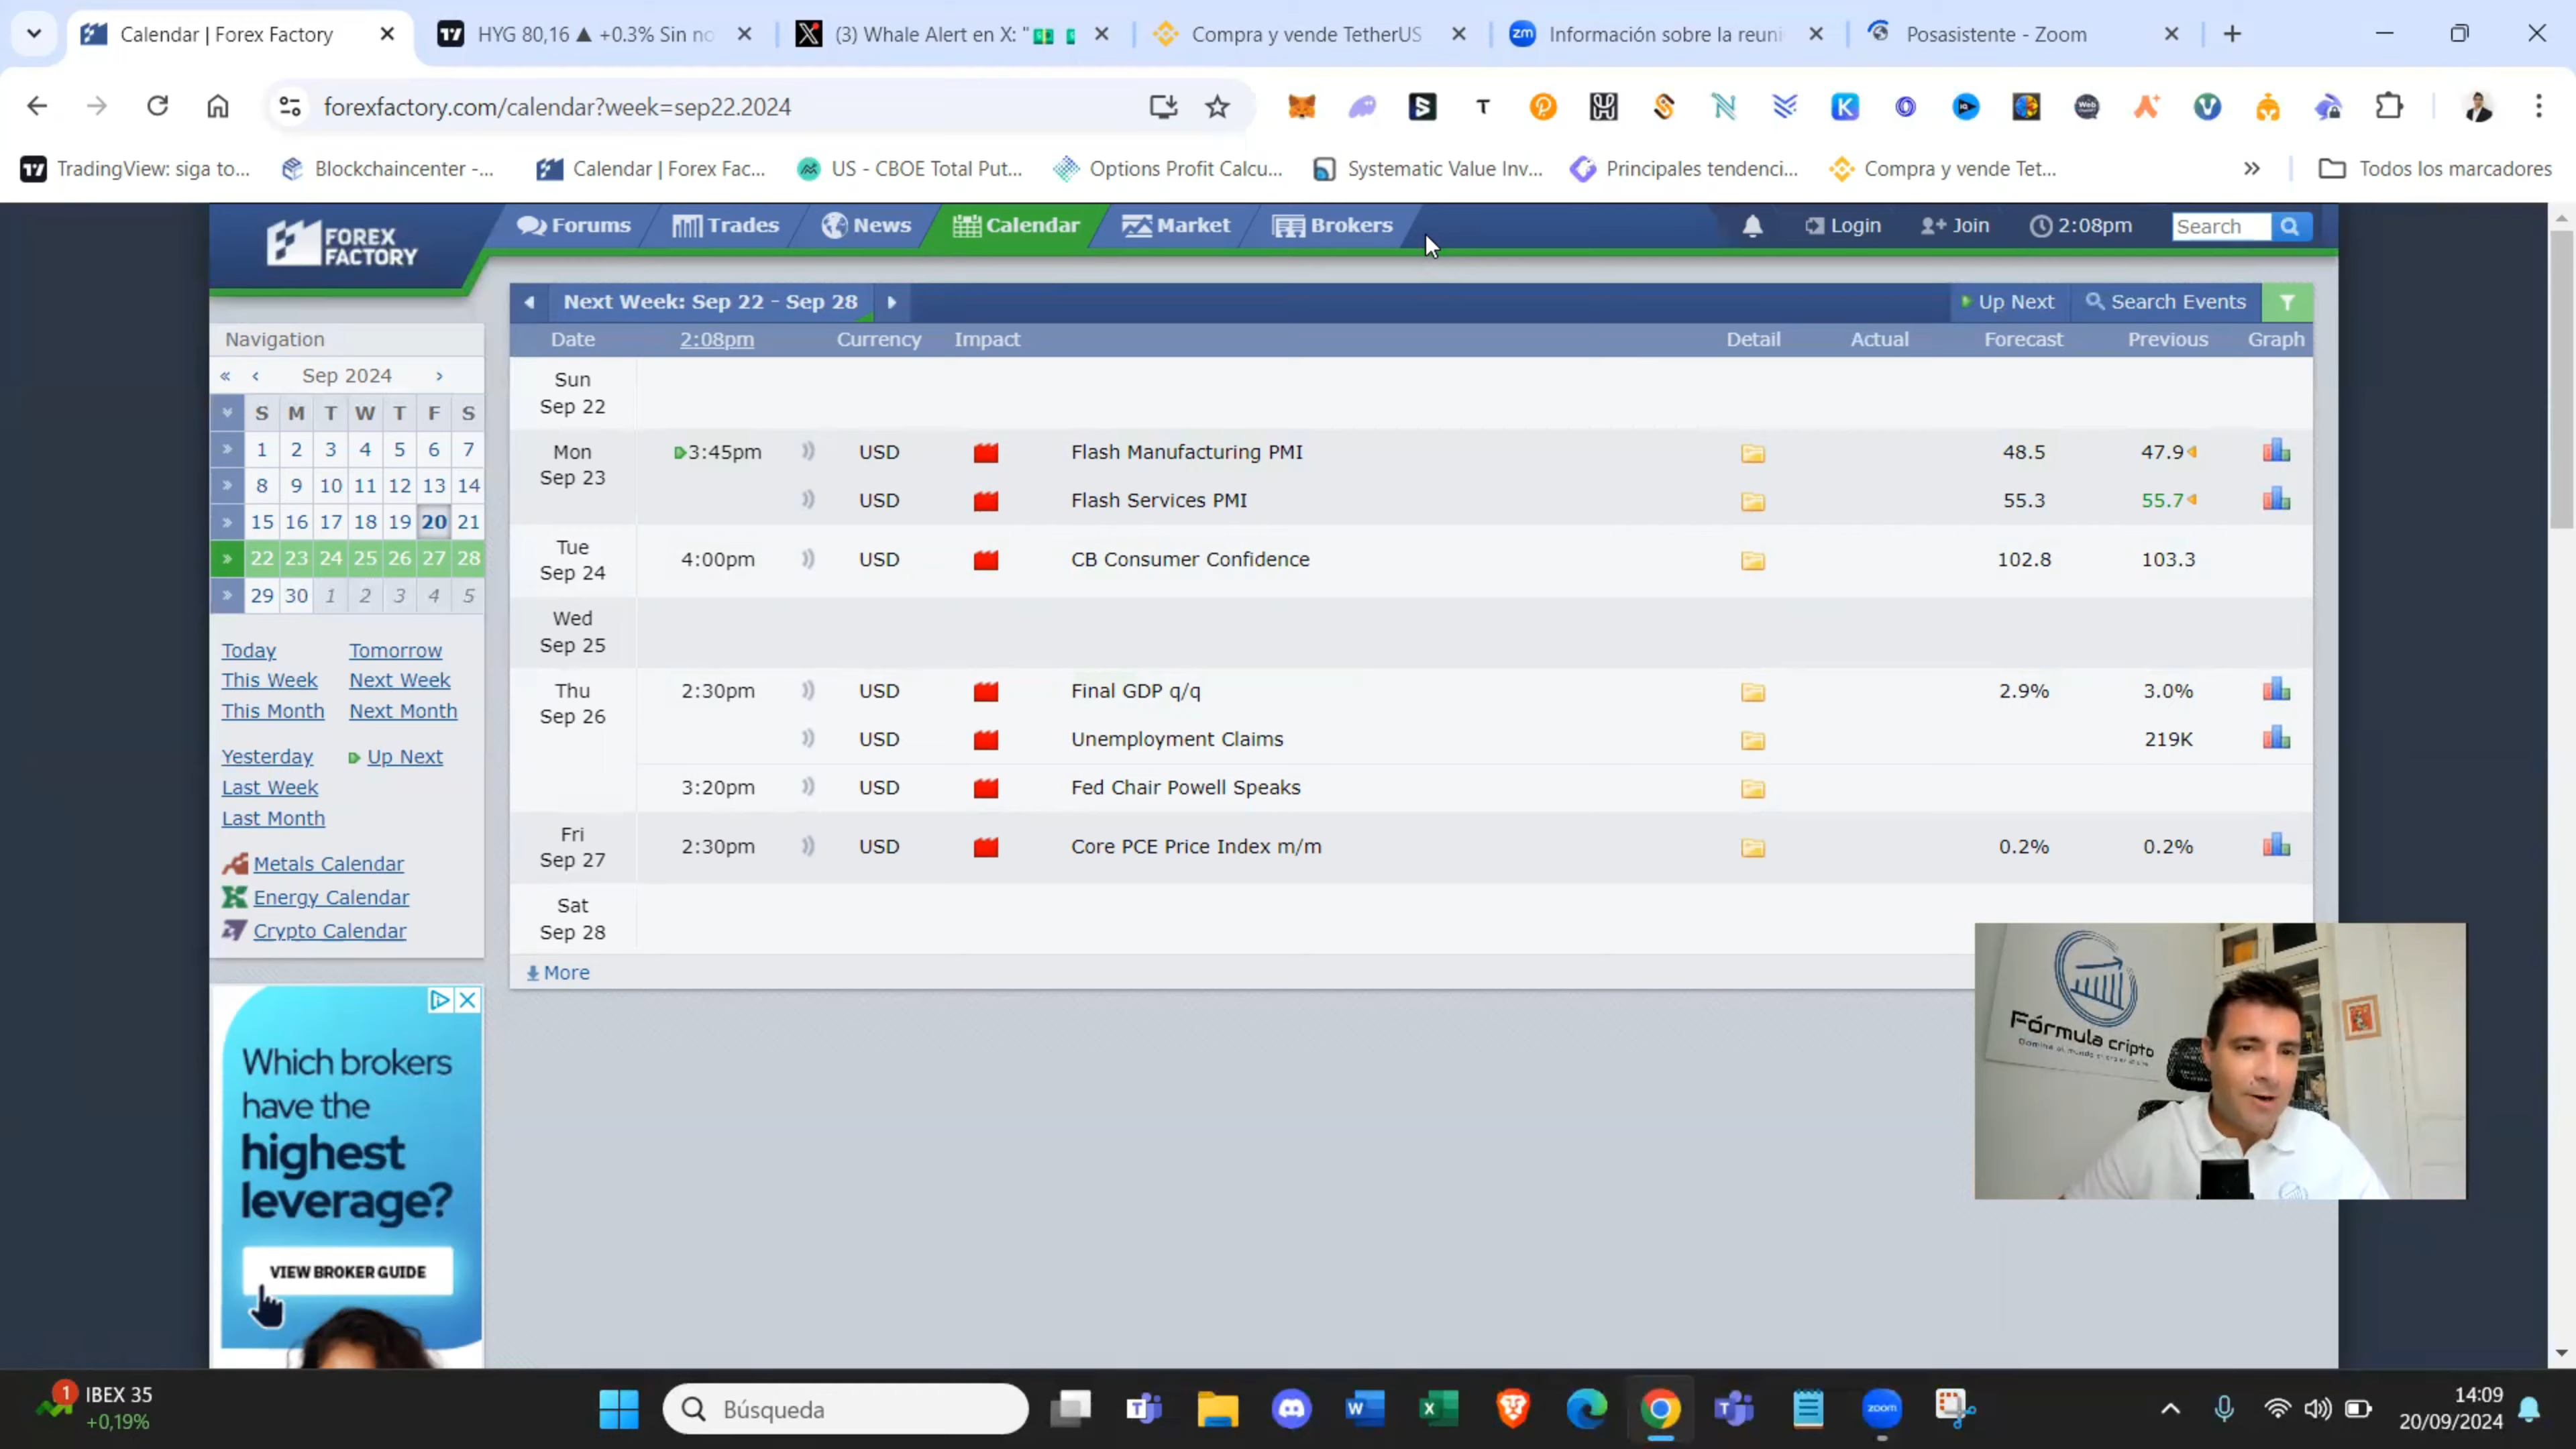 Calendar | Forex Factory
HYG 80,16 ▲ +0.3% Sin no
(3) Whale Alert en X: "
Compra y vende TetherUS
zm Información sobre la reuni
Posasistente - Zoom
forexfactory.com/calendar?week=sep22.2024
TradingView: siga to...
Blockchaincenter -...
Calendar | Forex Fac...
US - CBOE Total Put...
Options Profit Calcu...
Systematic Value Inv...
Principales tendenci...
Compra y vende Tet...
Todos los marcadores
FOREX FACTORY
Forums Trades News Calendar Market Brokers
Login Join 2:08pm Search
Navigation
« ‹ Sep 2024 ›
S M T W T F S
1 2 3 4 5 6 7
8 9 10 11 12 13 14
15 16 17 18 19 20 21
22 23 24 25 26 27 28
29 30 1 2 3 4 5
Today Tomorrow
This Week Next Week
This Month Next Month
Yesterday Up Next
Last Week
Last Month
Metals Calendar
Energy Calendar
Crypto Calendar
Next Week: Sep 22 - Sep 28
Up Next Search Events
Date 2:08pm Currency Impact Detail Actual Forecast Previous Graph
Sun
Sep 22
Mon
Sep 23
3:45pm USD Flash Manufacturing PMI 48.5 47.9
USD Flash Services PMI 55.3 55.7
Tue
Sep 24
4:00pm USD CB Consumer Confidence 102.8 103.3
Wed
Sep 25
Thu
Sep 26
2:30pm USD Final GDP q/q 2.9% 3.0%
USD Unemployment Claims 219K
3:20pm USD Fed Chair Powell Speaks
Fri
Sep 27
2:30pm USD Core PCE Price Index m/m 0.2% 0.2%
Sat
Sep 28
More
Which brokers
have the
highest
leverage?
VIEW BROKER GUIDE
Fórmula cripto
1 IBEX 35
+0,19%
Búsqueda
zoom
14:09
20/09/2024